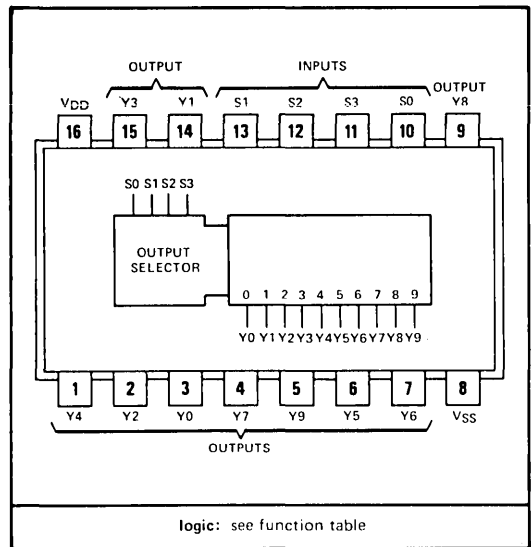 OUTPUT INPUTS
VDD Y3 Y1 S1 S2 S3 S0 OUTPUT Y8
16 15 14 13 12 11 10 9
S0 S1 S2 S3
OUTPUT
SELECTOR
0 1 2 3 4 5 6 7 8 9
Y0 Y1 Y2 Y3 Y4 Y5 Y6 Y7 Y8 Y9
1 2 3 4 5 6 7 8
Y4 Y2 Y0 Y7 Y9 Y5 Y6 VSS
OUTPUTS
logic: see function table